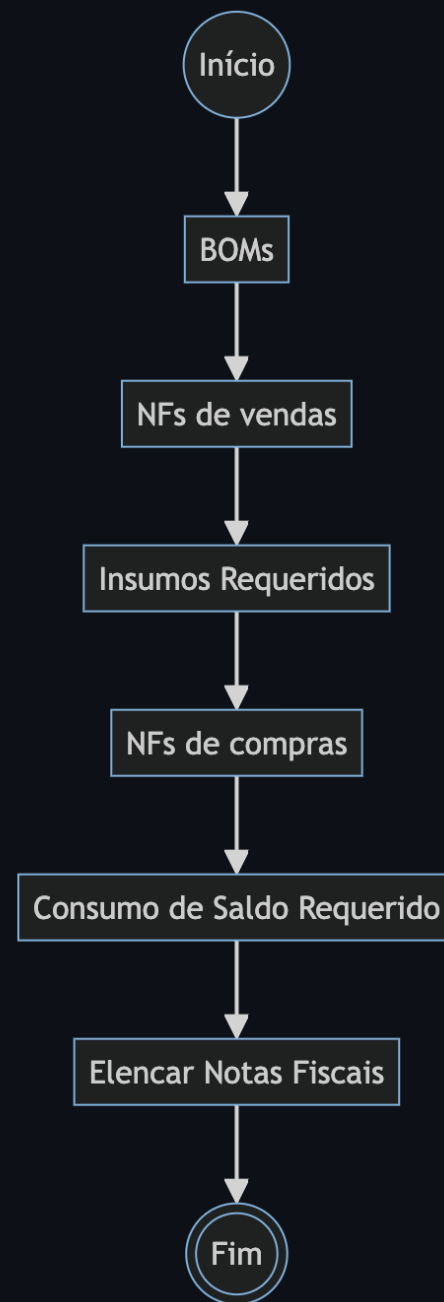 Início
BOMs
NFs de vendas
Insumos Requeridos
NFs de compras
Consumo de Saldo Requerido
Elencar Notas Fiscais
Fim